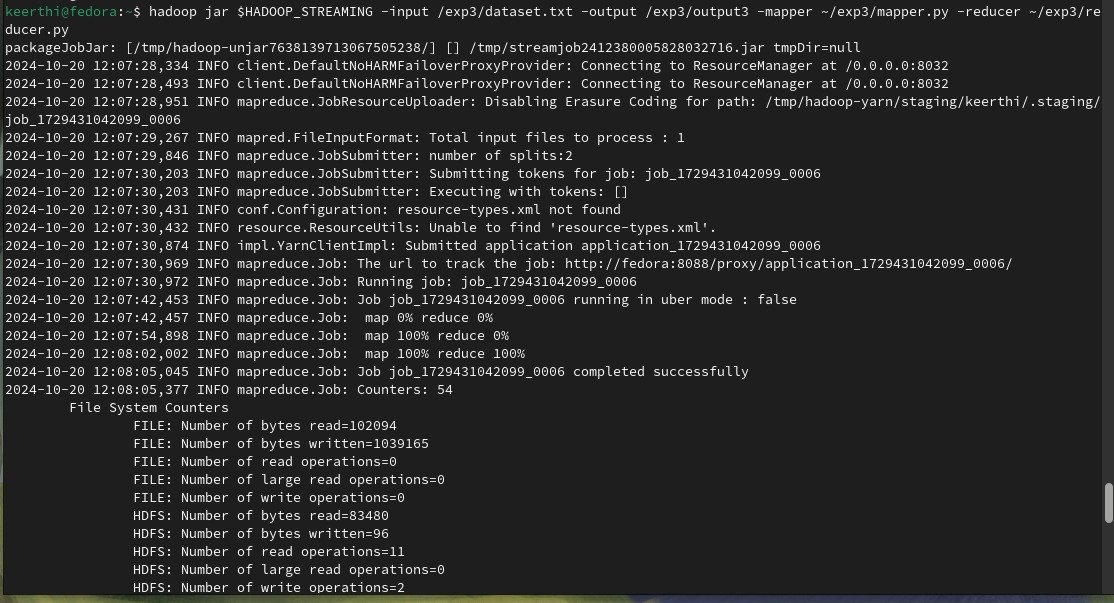 keerthi@fedora:~$ hadoop jar $HADOOP_STREAMING -input /exp3/dataset.txt -output /exp3/output3 -mapper ~/exp3/mapper.py -reducer ~/exp3/re
ducer.py
packageJobJar: [/tmp/hadoop-unjar7638139713067505238/] [] /tmp/streamjob2412380005828032716.jar tmpDir=null
2024-10-20 12:07:28,334 INFO client.DefaultNoHARMFailoverProxyProvider: Connecting to ResourceManager at /0.0.0.0:8032
2024-10-20 12:07:28,493 INFO client.DefaultNoHARMFailoverProxyProvider: Connecting to ResourceManager at /0.0.0.0:8032
2024-10-20 12:07:28,951 INFO mapreduce.JobResourceUploader: Disabling Erasure Coding for path: /tmp/hadoop-yarn/staging/keerthi/.staging/
job_1729431042099_0006
2024-10-20 12:07:29,267 INFO mapred.FileInputFormat: Total input files to process : 1
2024-10-20 12:07:29,846 INFO mapreduce.JobSubmitter: number of splits:2
2024-10-20 12:07:30,203 INFO mapreduce.JobSubmitter: Submitting tokens for job: job_1729431042099_0006
2024-10-20 12:07:30,203 INFO mapreduce.JobSubmitter: Executing with tokens: []
2024-10-20 12:07:30,431 INFO conf.Configuration: resource-types.xml not found
2024-10-20 12:07:30,432 INFO resource.ResourceUtils: Unable to find 'resource-types.xml'.
2024-10-20 12:07:30,874 INFO impl.YarnClientImpl: Submitted application application_1729431042099_0006
2024-10-20 12:07:30,969 INFO mapreduce.Job: The url to track the job: http://fedora:8088/proxy/application_1729431042099_0006/
2024-10-20 12:07:30,972 INFO mapreduce.Job: Running job: job_1729431042099_0006
2024-10-20 12:07:42,453 INFO mapreduce.Job: Job job_1729431042099_0006 running in uber mode : false
2024-10-20 12:07:42,457 INFO mapreduce.Job:  map 0% reduce 0%
2024-10-20 12:07:54,898 INFO mapreduce.Job:  map 100% reduce 0%
2024-10-20 12:08:02,002 INFO mapreduce.Job:  map 100% reduce 100%
2024-10-20 12:08:05,045 INFO mapreduce.Job: Job job_1729431042099_0006 completed successfully
2024-10-20 12:08:05,377 INFO mapreduce.Job: Counters: 54
File System Counters
FILE: Number of bytes read=102094
FILE: Number of bytes written=1039165
FILE: Number of read operations=0
FILE: Number of large read operations=0
FILE: Number of write operations=0
HDFS: Number of bytes read=83480
HDFS: Number of bytes written=96
HDFS: Number of read operations=11
HDFS: Number of large read operations=0
HDFS: Number of write operations=2